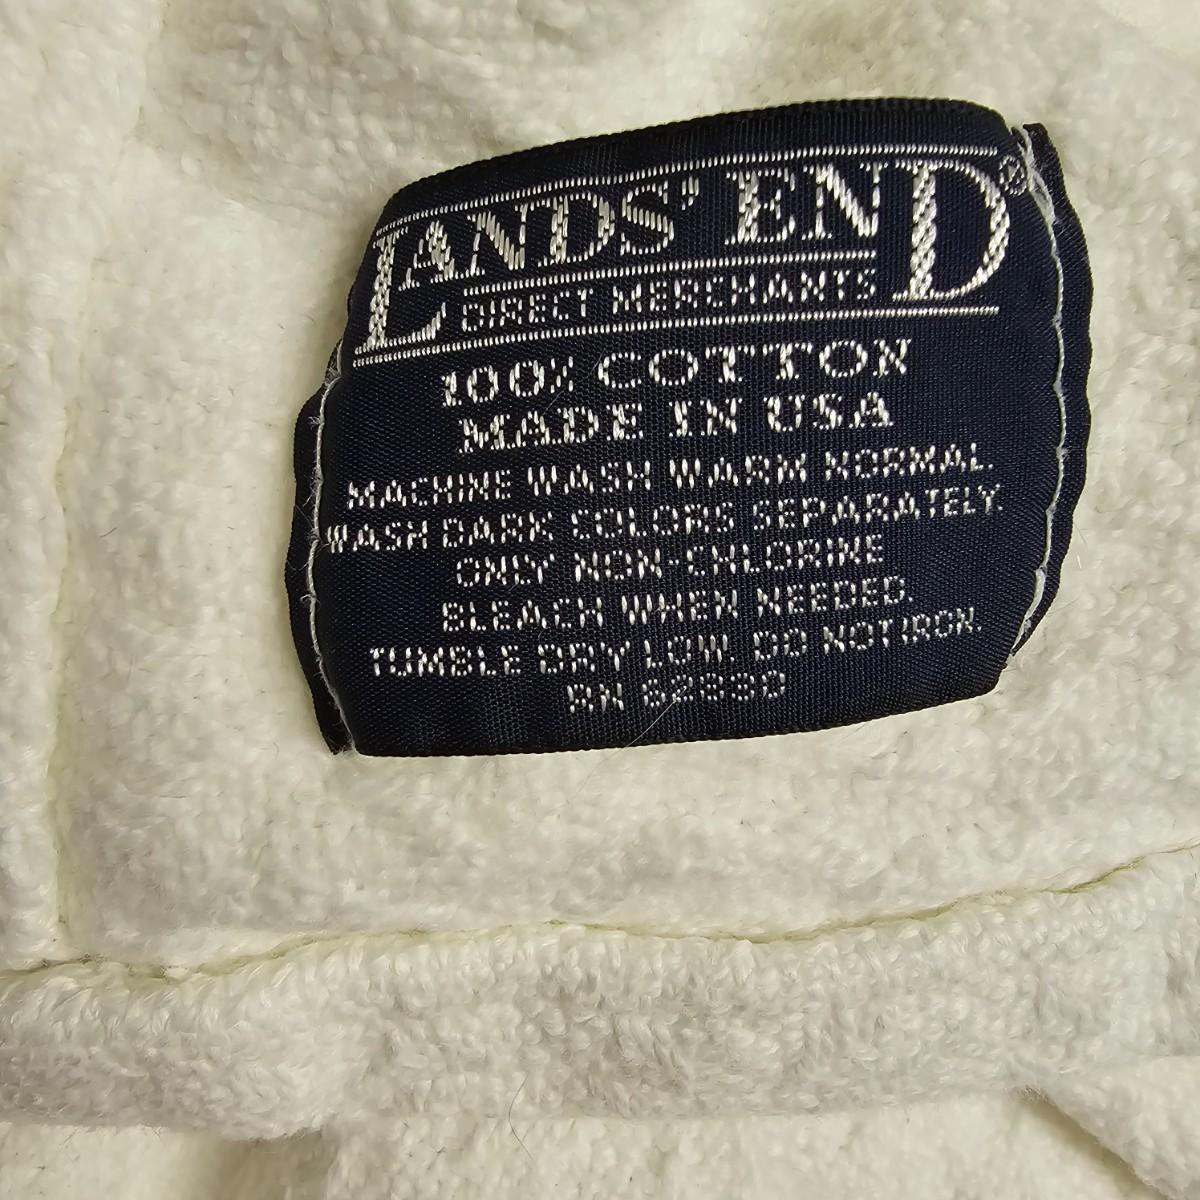 LANDS' END®
DIRECT MERCHANTS
100% COTTON
MADE IN USA
MACHINE WASH WARM NORMAL.
WASH DARK COLORS SEPARATELY.
ONLY NON-CHLORINE
BLEACH WHEN NEEDED.
TUMBLE DRY LOW. DO NOT IRON.
RN